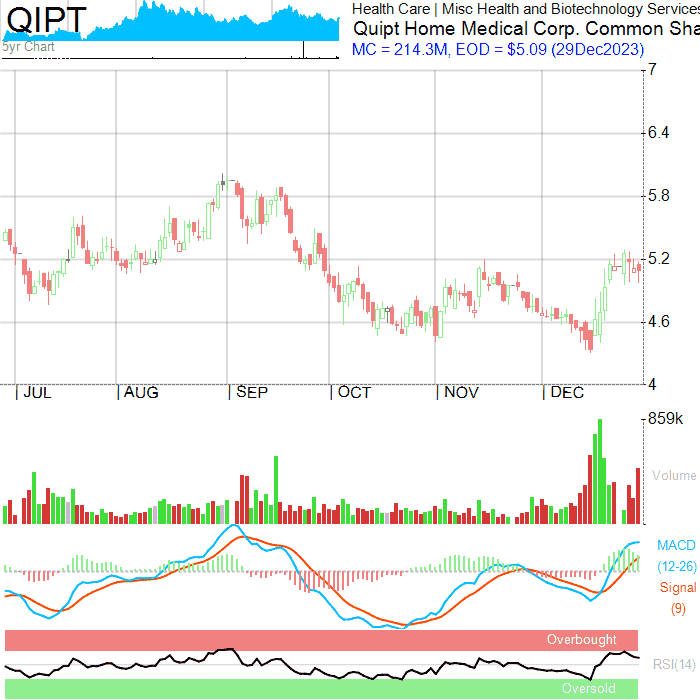 QIPT
Health Care | Misc Health and Biotechnology Services
Quipt Home Medical Corp. Common Sha
5yr Chart
MC = 214.3M, EOD = $5.09 (29Dec2023)
7
6.4
5.8
5.2
4.6
4
JUL AUG SEP OCT NOV DEC
859k
Volume
MACD
(12-26)
Signal
(9)
Overbought
RSI(14)
Oversold